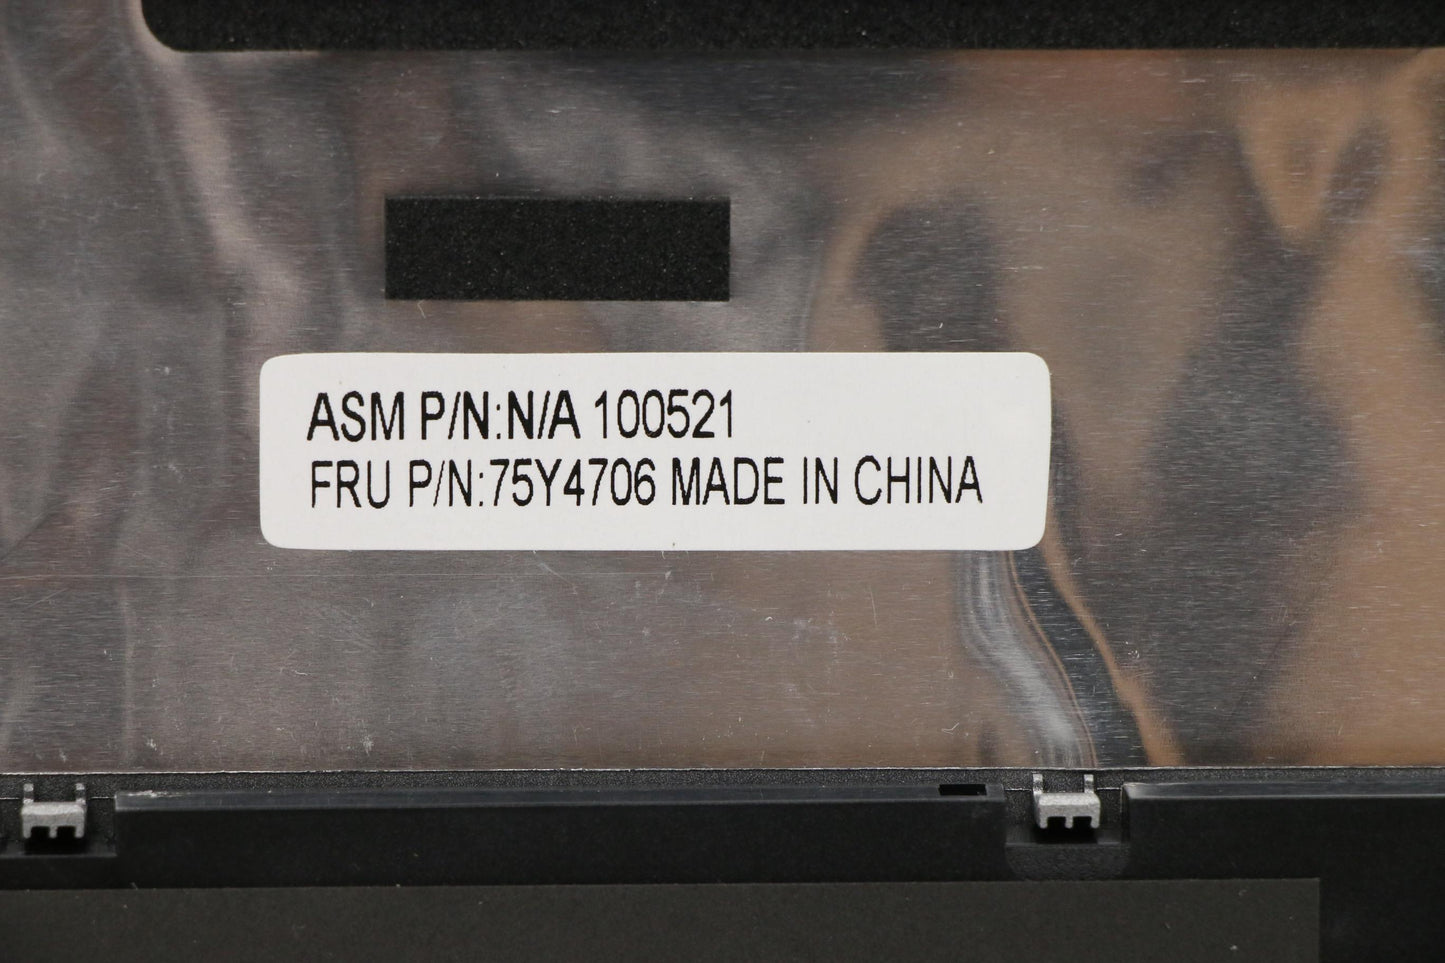 ASM P/N:N/A 100521
FRU P/N:75Y4706 MADE IN CHINA